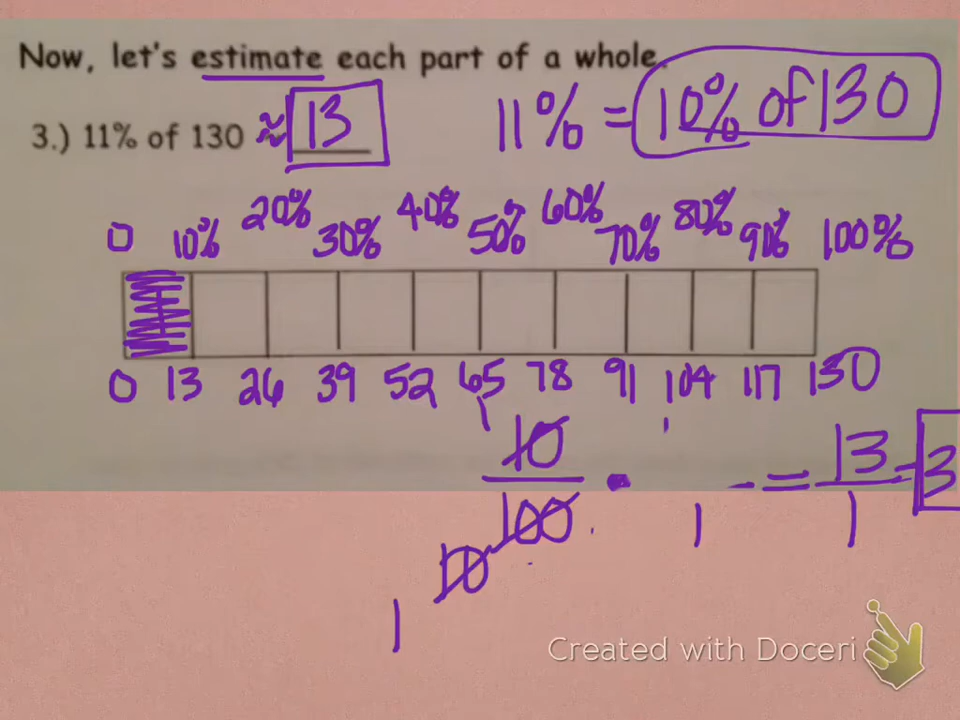 Now, let's estimate each part of a whole.
3.) 11% of 130 ≈ 13
11% = 10% of 130
0 10% 20% 30% 40% 50% 60% 70% 80% 90% 100%
0 13 26 39 52 65 78 91 104 117 130
1
10
100
10
1
• = 13
1
1
3
Created with Doceri